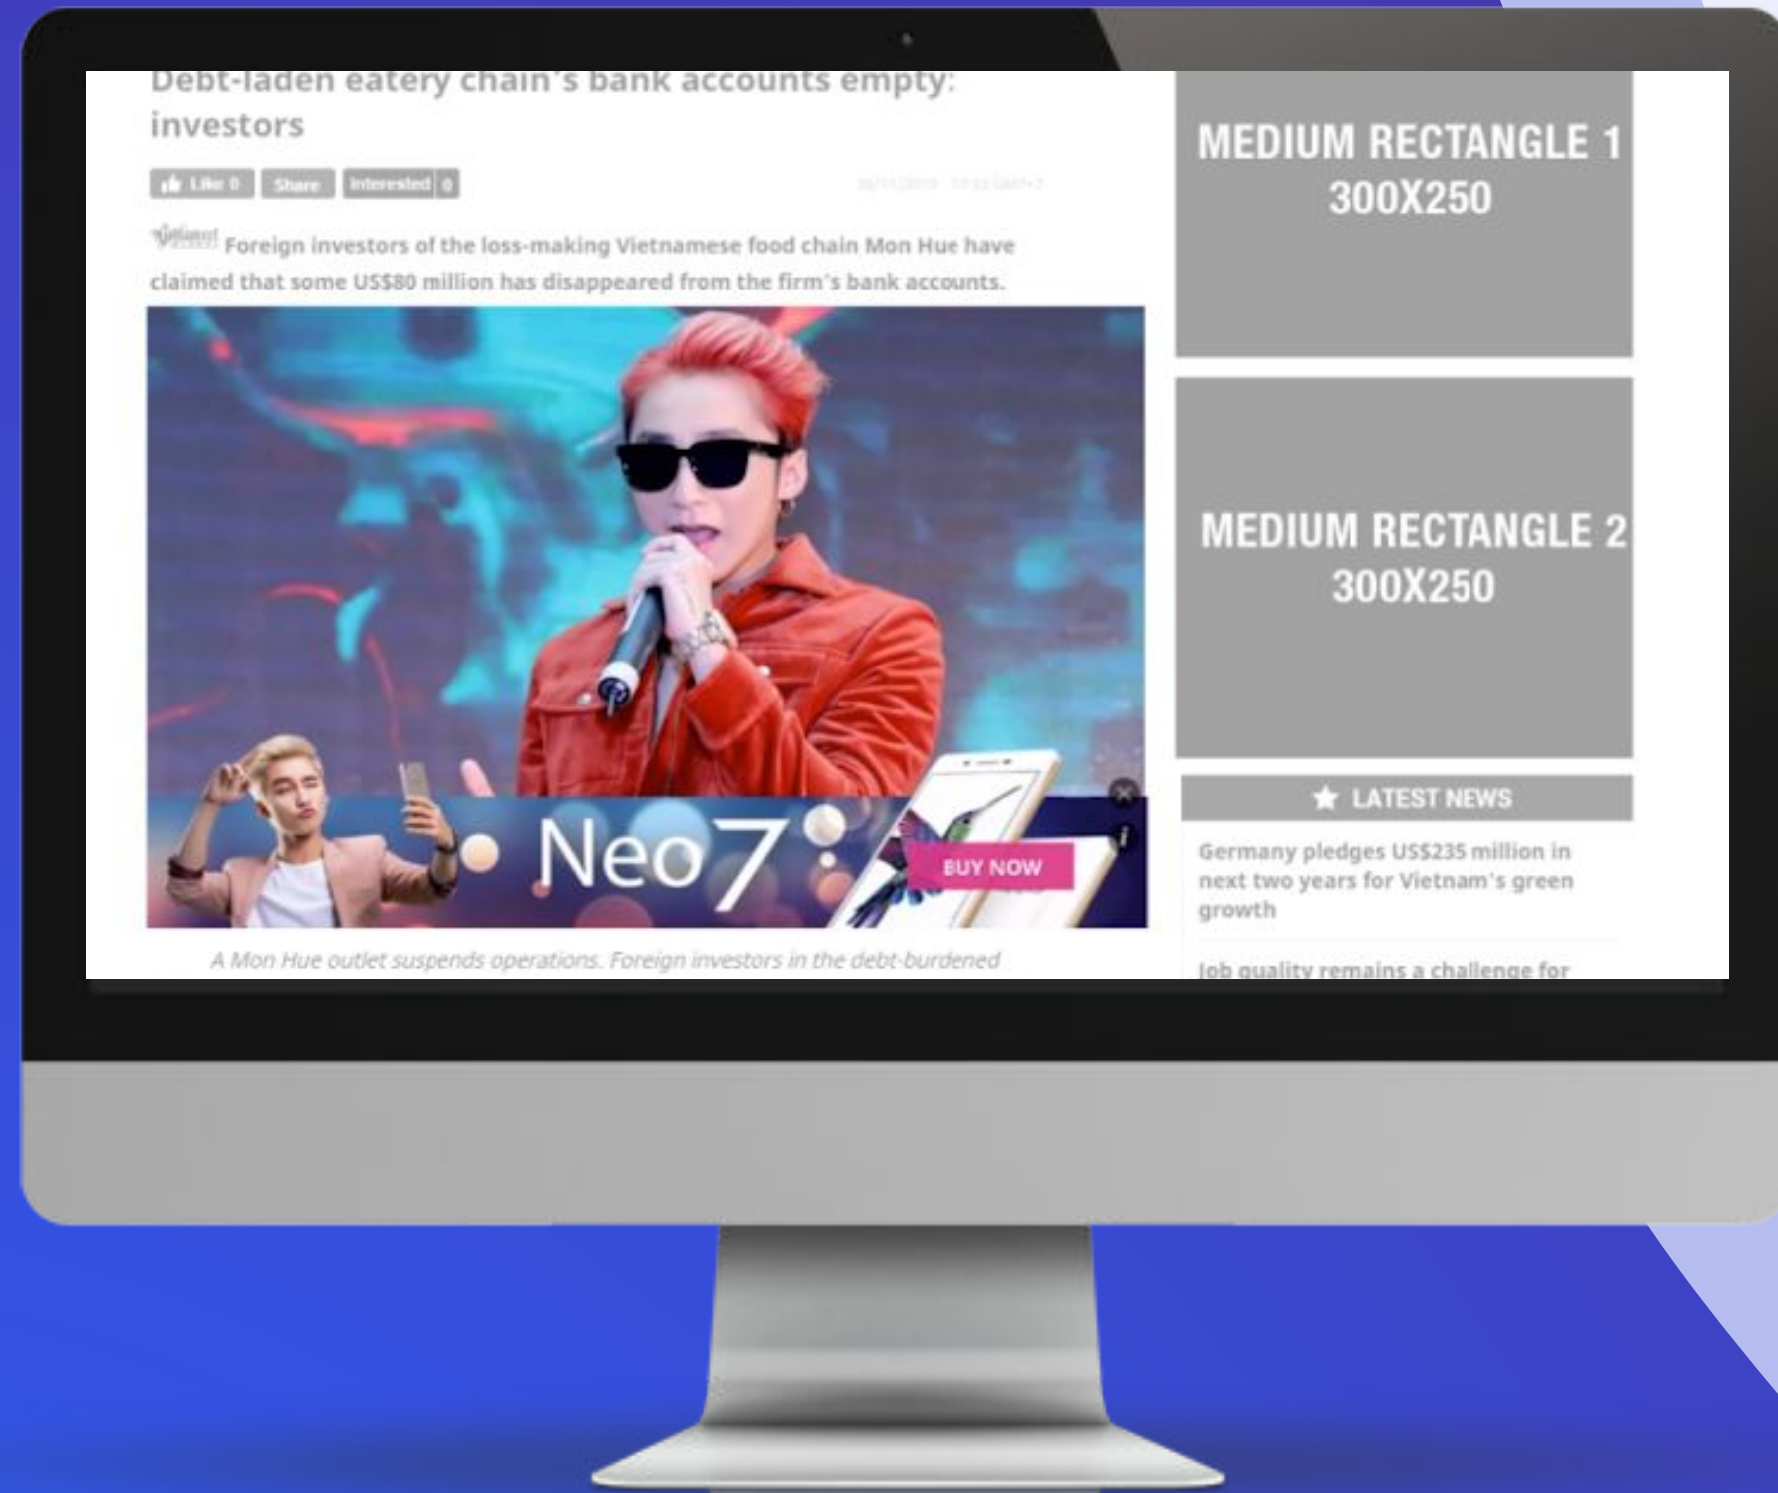 Debt-laden eatery chain's bank accounts empty:
investors
Like 0 Share Interested 0
Foreign investors of the loss-making Vietnamese food chain Mon Hue have
claimed that some US$80 million has disappeared from the firm's bank accounts.
Neo7
BUY NOW
A Mon Hue outlet suspends operations. Foreign investors in the debt-burdened
MEDIUM RECTANGLE 1
300X250
MEDIUM RECTANGLE 2
300X250
LATEST NEWS
Germany pledges US$235 million in
next two years for Vietnam's green
growth
Job quality remains a challenge for